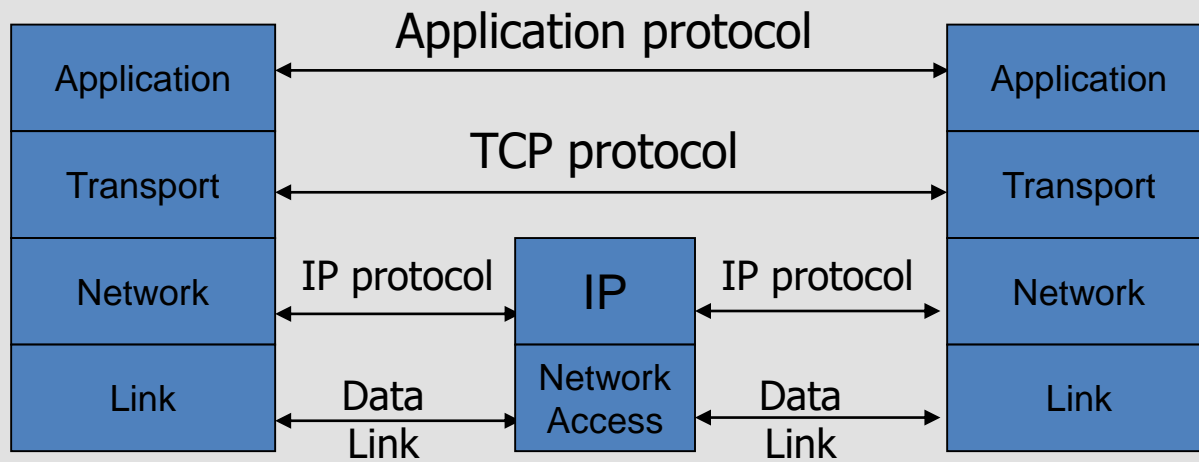 Application protocol
Application
Application
TCP protocol
Transport
Transport
IP protocol
IP
IP protocol
Network
Network
Link
Data
Link
Network
Access
Data
Link
Link